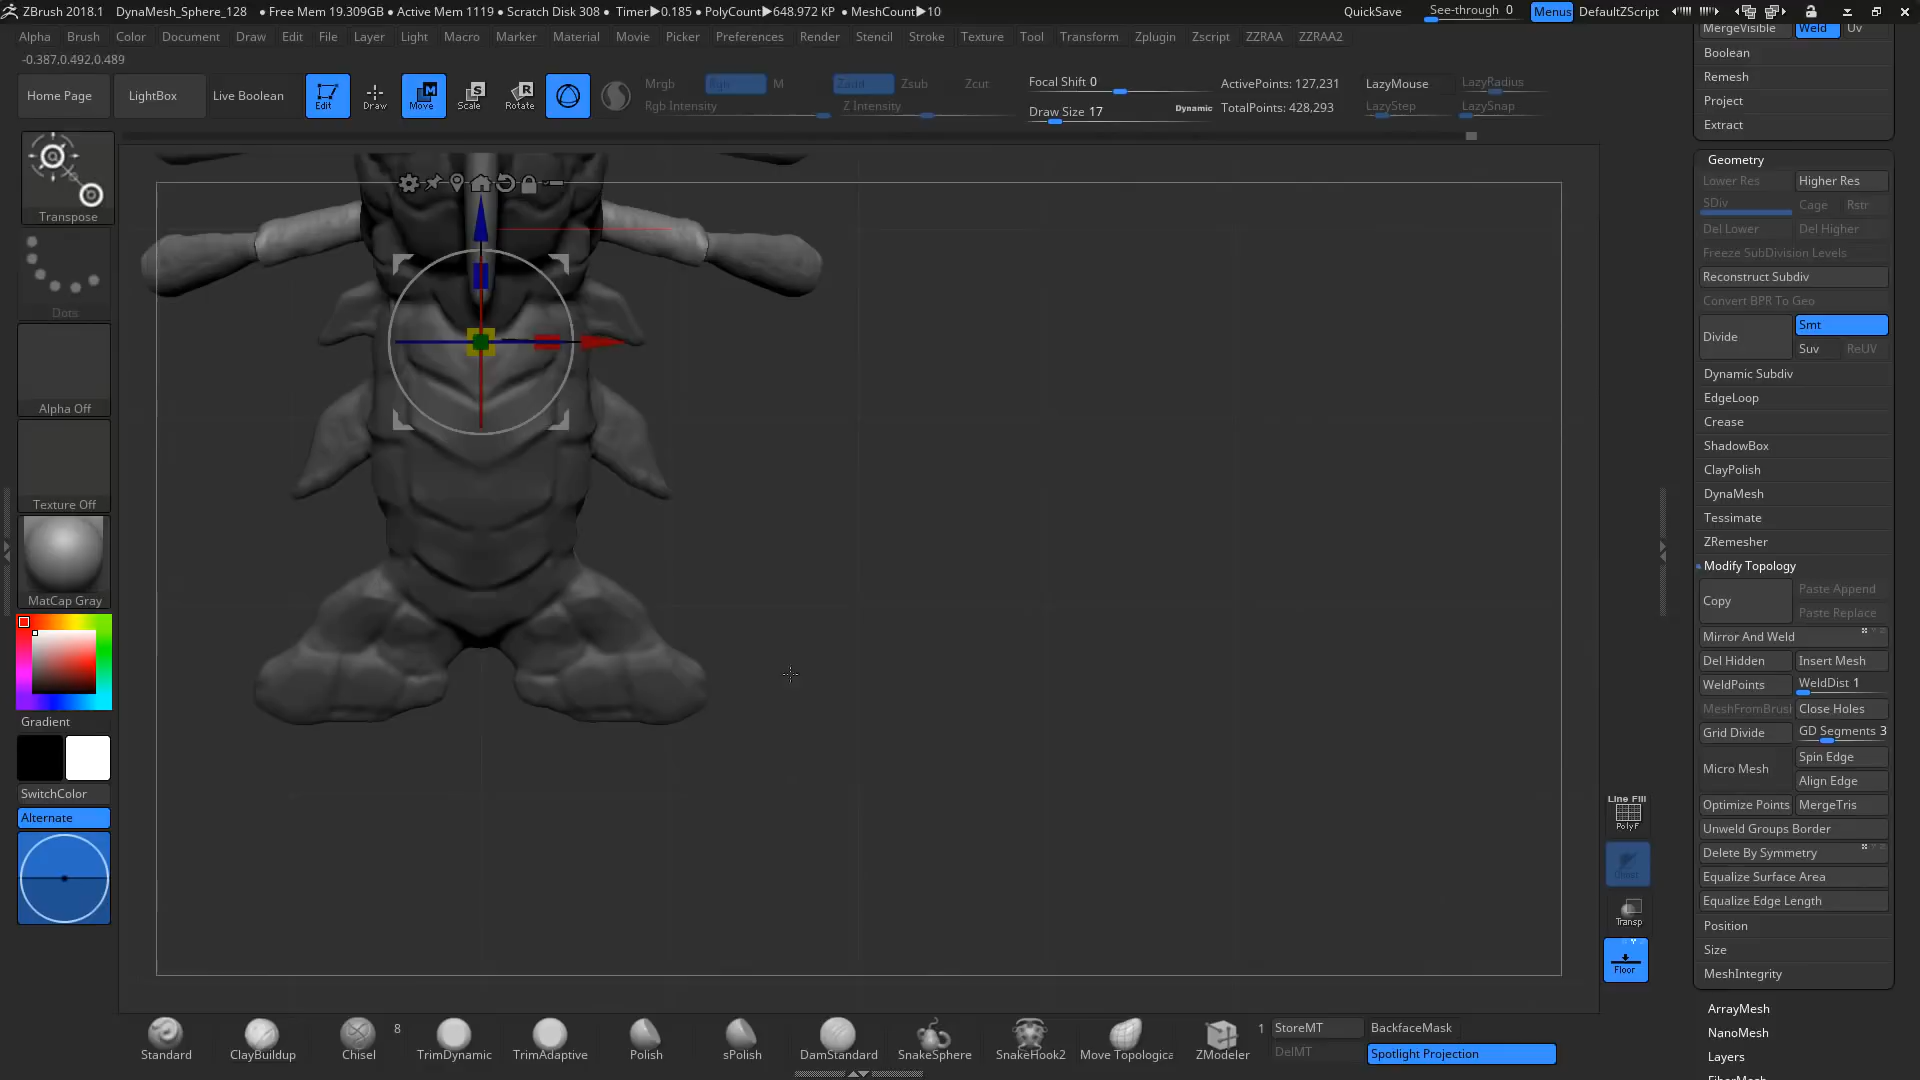 ZBrush 2018.1 DynaMesh_Sphere_128 • Free Mem 19.309GB • Active Mem 1119 • Scratch Disk 308 • Timer▶0.185 • PolyCount▶648.972 KP • MeshCount▶10 QuickSave See-through 0 Menus DefaultZScript
Alpha Brush Color Document Draw Edit File Layer Light Macro Marker Material Movie Picker Preferences Render Stencil Stroke Texture Tool Transform Zplugin Zscript ZZRAA ZZRAA2
-0.387,0.492,0.489
Home Page LightBox Live Boolean Edit Draw Move Scale Rotate
Mrgb Rgb M Zadd Zsub Zcut
Rgb Intensity Z Intensity
Focal Shift 0
Draw Size 17 Dynamic
ActivePoints: 127,231
TotalPoints: 428,293
LazyMouse LazyRadius
LazyStep LazySnap
Transpose
Dots
Alpha Off
Texture Off
MatCap Gray
Gradient
SwitchColor
Alternate
MergeVisible Weld Uv
Boolean
Remesh
Project
Extract
Geometry
Lower Res Higher Res
SDiv Cage Rstr
Del Lower Del Higher
Freeze SubDivision Levels
Reconstruct Subdiv
Convert BPR To Geo
Divide Smt
Suv ReUV
Dynamic Subdiv
EdgeLoop
Crease
ShadowBox
ClayPolish
DynaMesh
Tessimate
ZRemesher
Modify Topology
Copy Paste Append
Paste Replace
Mirror And Weld
Del Hidden Insert Mesh
WeldPoints WeldDist 1
MeshFromBrus Close Holes
Grid Divide GD Segments 3
Micro Mesh Spin Edge
Align Edge
Optimize Points MergeTris
Unweld Groups Border
Delete By Symmetry
Equalize Surface Area
Equalize Edge Length
Position
Size
MeshIntegrity
ArrayMesh
NanoMesh
Layers
FiberMesh
Line Fill
PolyF
Ghost
Transp
Floor
Standard ClayBuildup Chisel 8 TrimDynamic TrimAdaptive Polish sPolish DamStandard SnakeSphere SnakeHook2 Move Topologica ZModeler 1
StoreMT BackfaceMask
DelMT Spotlight Projection